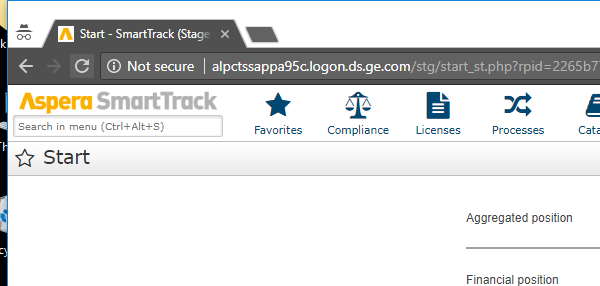 Start - SmartTrack (Stage
Not secure | alpctssappa95c.logon.ds.ge.com/stg/start_st.php?rpid=2265b7
Aspera SmartTrack
Search in menu (Ctrl+Alt+S)
Favorites
Compliance
Licenses
Processes
Cata
Start
Aggregated position
Financial position